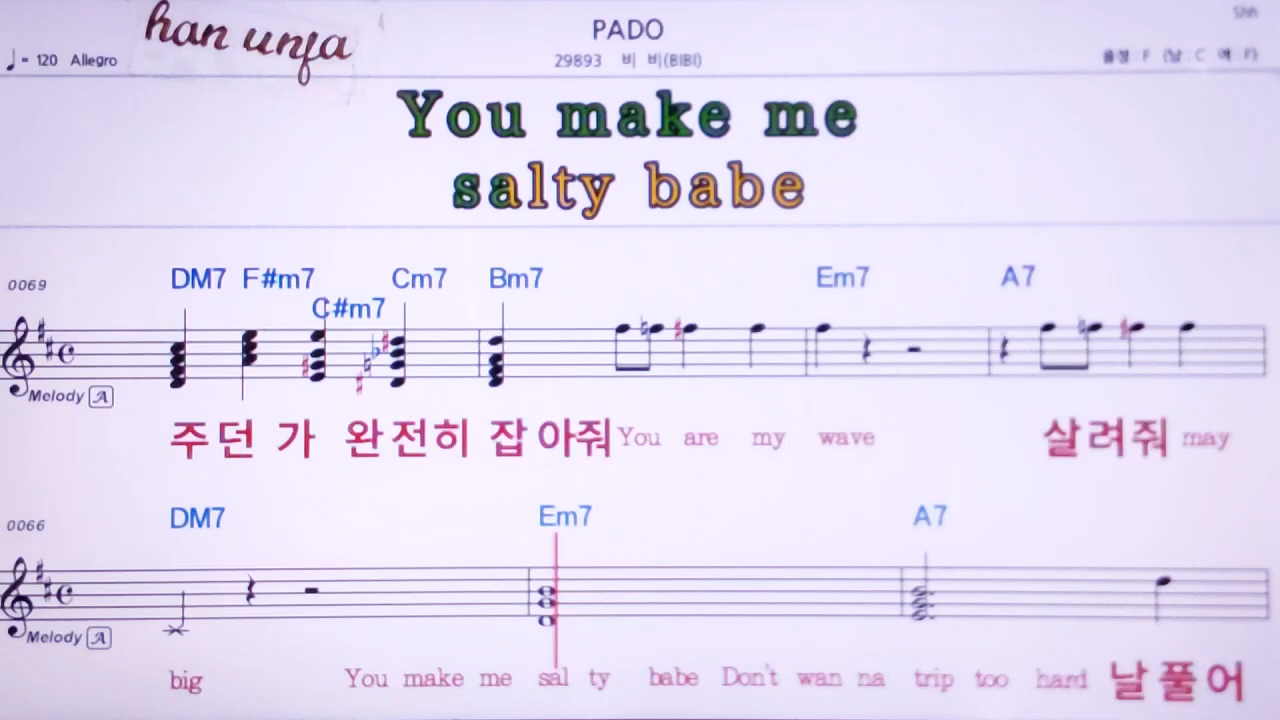 han unja
PADO
♩= 120 Allegro
29893 비 비(BIBI)
You make me
salty babe
0069
DM7 F#m7 C#m7 Cm7 Bm7 Em7 A7
Melody A
주던 가 완전히 잡아줘 You are my wave 살려줘 may
0066
DM7 Em7 A7
Melody A
big You make me sal ty babe Don't wan na trip too hard 날풀어